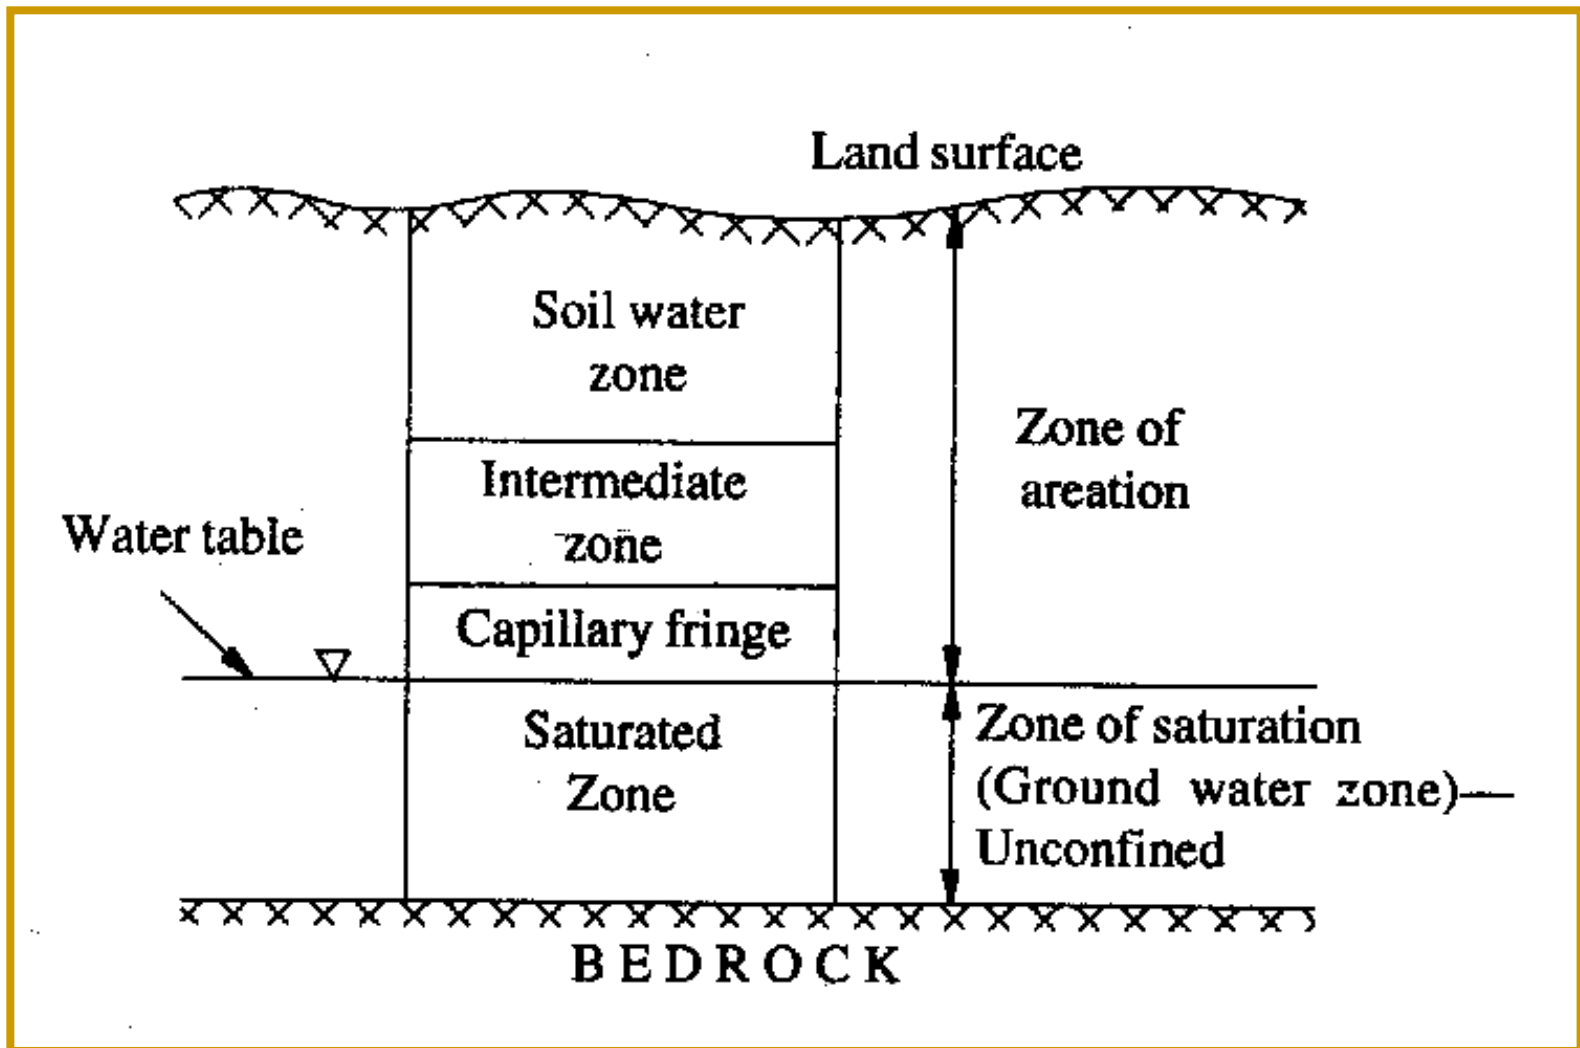 Land surface
Soil water
zone
Intermediate
zone
Capillary fringe
Water table
Zone of
areation
Saturated
Zone
Zone of saturation
(Ground water zone)—
Unconfined
BEDROCK